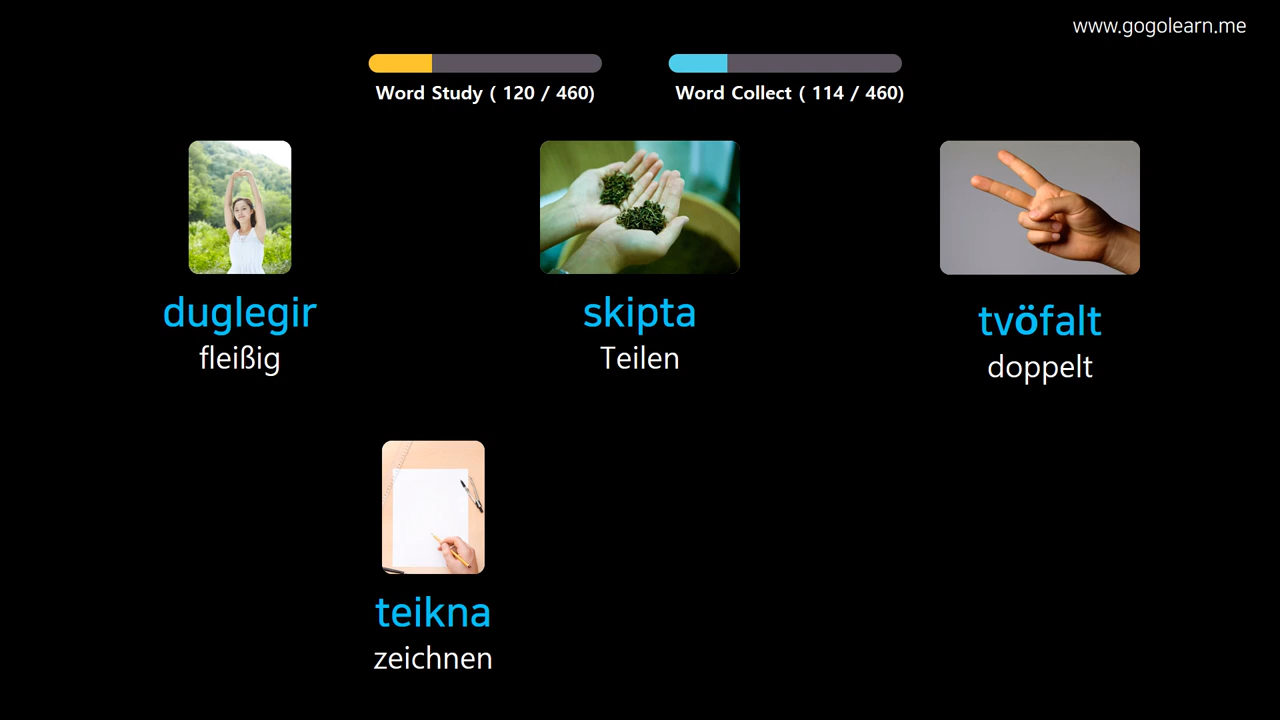 www.gogolearn.me
Word Study ( 120 / 460)
Word Collect ( 114 / 460)
duglegir
fleißig
skipta
Teilen
tvöfalt
doppelt
teikna
zeichnen